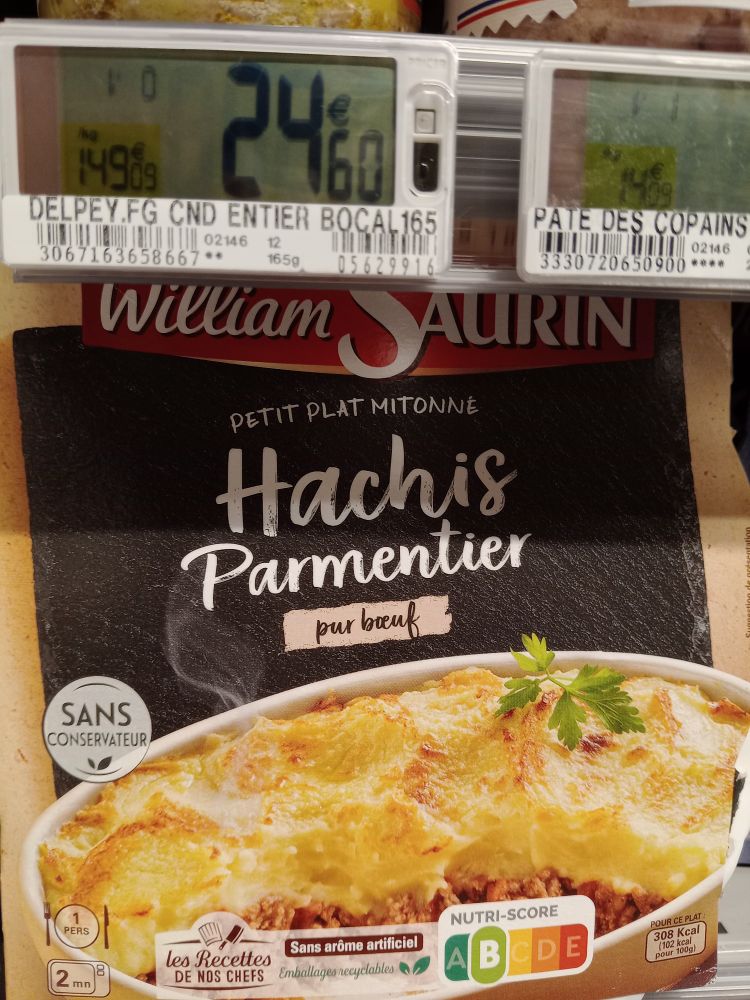 24€60
/kg
149€09
DELPEY.FG CND ENTIER BOCAL165
02146 12
3067163658667** 165g 05629916
14€09
PATE DES COPAINS
02146
3330720650900****
William SAURIN
PETIT PLAT MITONNÉ
Hachis
Parmentier
pur bœuf
SANS
CONSERVATEUR
1
PERS
2 mn
les Recettes
DE NOS CHEFS
Sans arôme artificiel
Emballages recyclables
NUTRI-SCORE
A B C D E
POUR CE PLAT :
308 Kcal
(102 kcal
pour 100g)